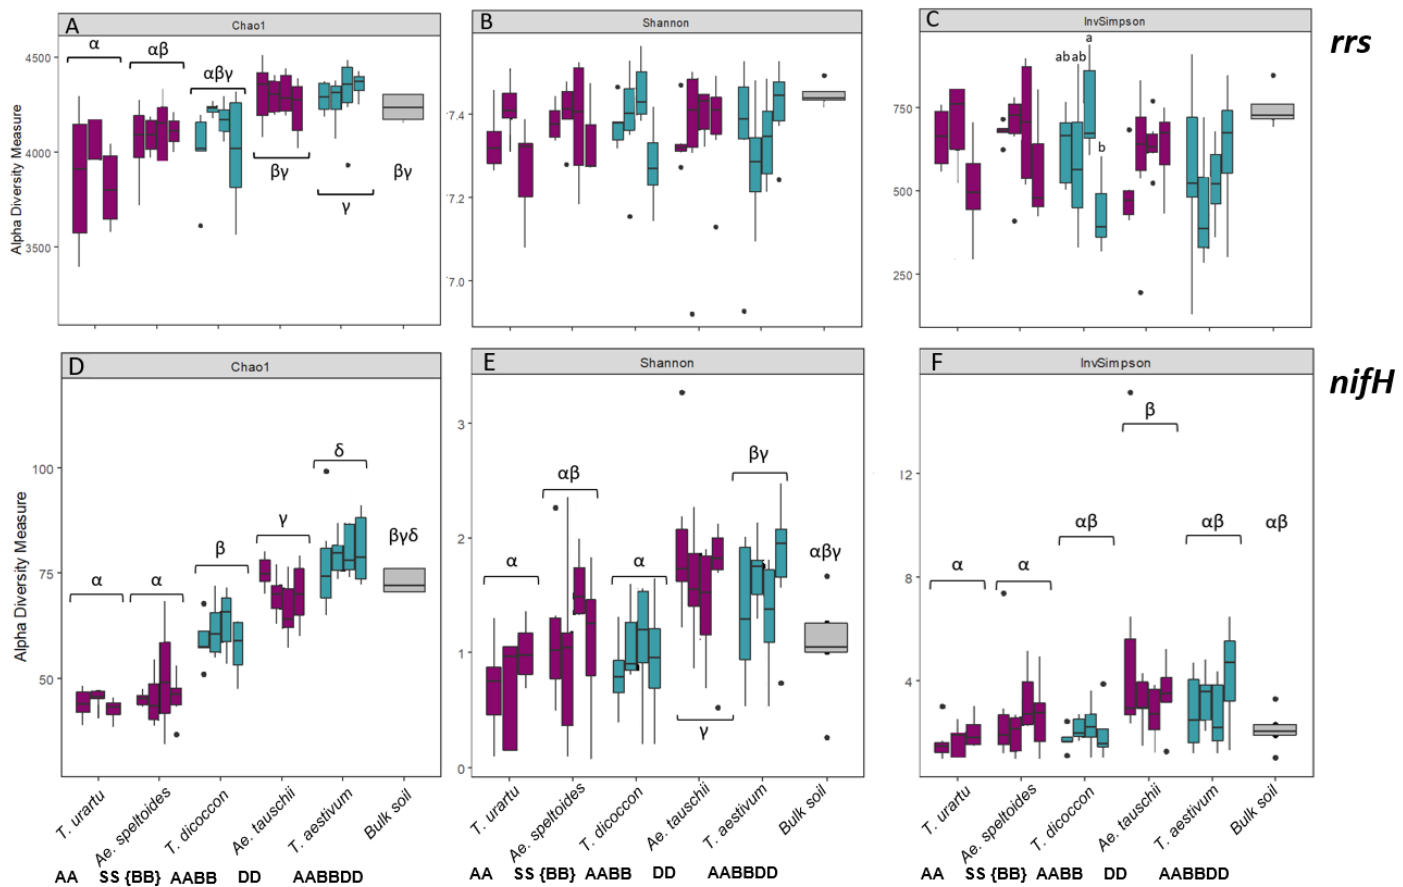 A
Chao1
Alpha Diversity Measure
4500
4000
3500
α
αβ
αβγ
βγ
γ
βγ
B
Shannon
7.4
7.2
7.0
C
InvSimpson
750
500
250
ab ab
a
b
rrs
D
Chao1
Alpha Diversity Measure
100
75
50
α
α
β
γ
δ
βγδ
T. urartu
Ae. speltoides
T. dicoccon
Ae. tauschii
T. aestivum
Bulk soil
AA SS {BB} AABB DD AABBDD
E
Shannon
3
2
1
0
α
αβ
α
γ
βγ
αβγ
T. urartu
Ae. speltoides
T. dicoccon
Ae. tauschii
T. aestivum
Bulk soil
AA SS {BB} AABB DD AABBDD
F
InvSimpson
12
8
4
α
α
αβ
β
αβ
αβ
T. urartu
Ae. speltoides
T. dicoccon
Ae. tauschii
T. aestivum
Bulk soil
AA SS {BB} AABB DD AABBDD
nifH